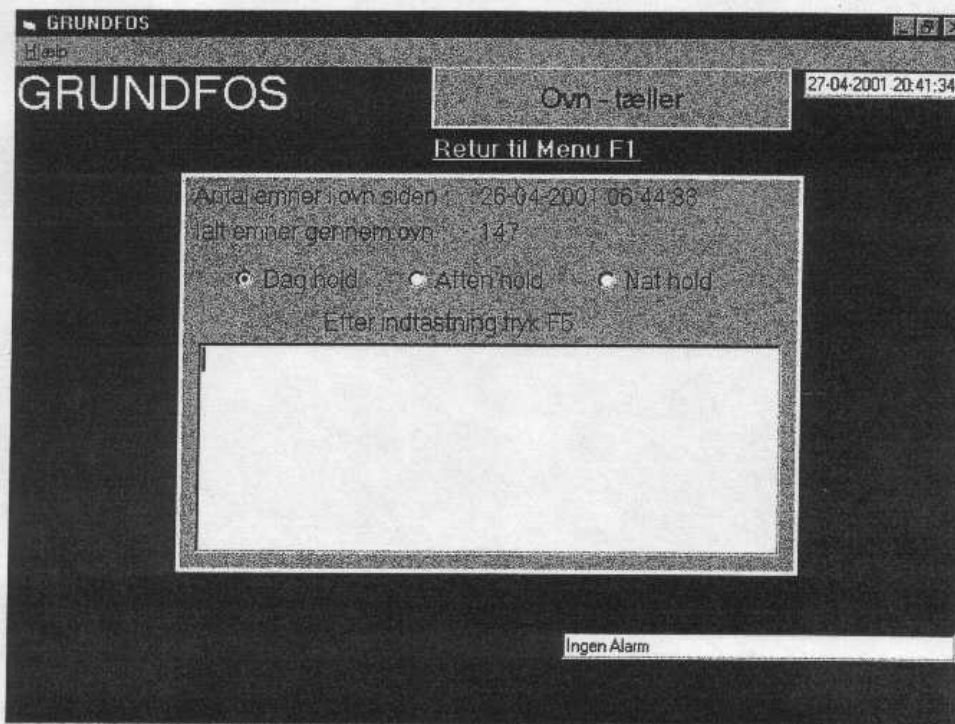 GRUNDFOS
Hjælp
GRUNDFOS
Ovn - tæller
27-04-2001 20:41:34
Retur til Menu F1
Antal emner i ovn siden : 26-04-2001 06:44:38
Ialt emner gennem ovn : 147
Dag hold Aften hold Nat hold
Efter indtastning tryk F5
Ingen Alarm